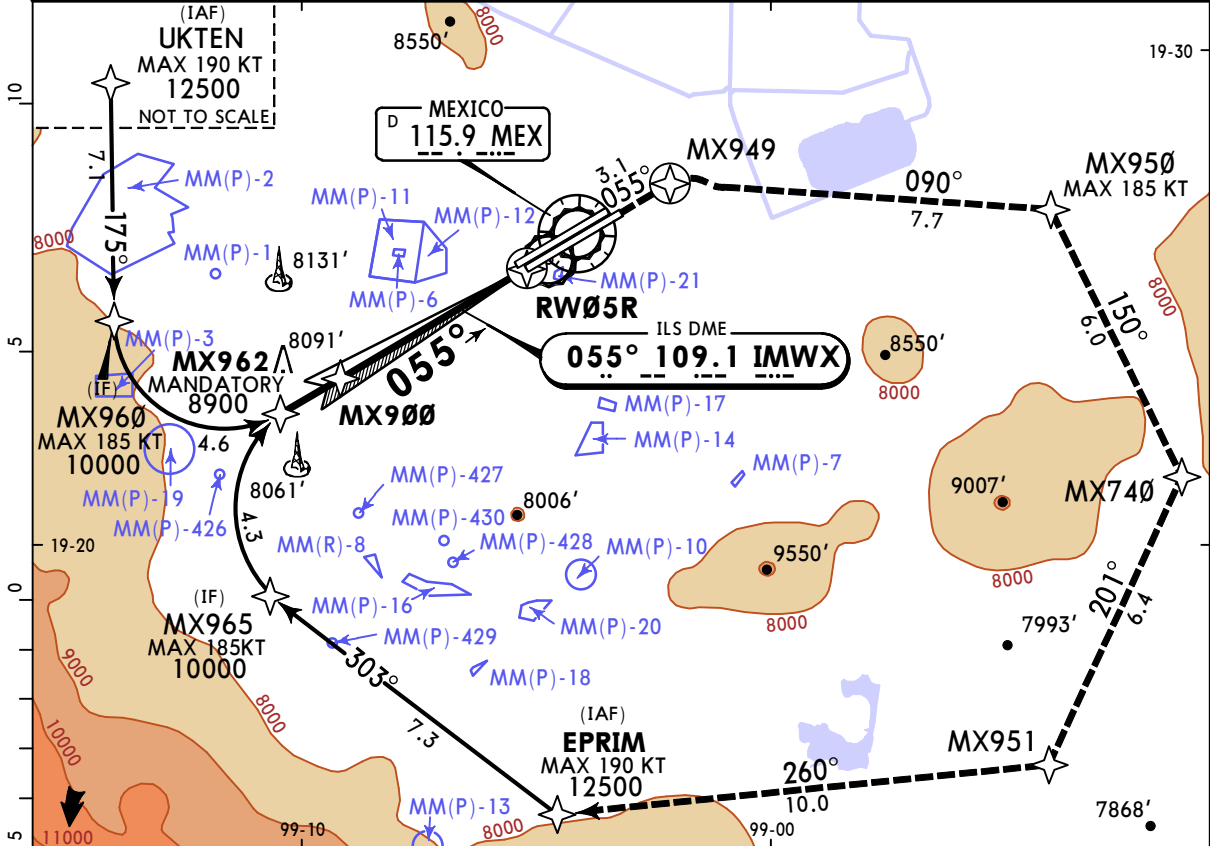 (IAF)
UKTEN
MAX 190 KT
12500
NOT TO SCALE
8550'
8000
19-30
10
7.1
175°
MM(P)-2
D
MEXICO
115.9 MEX
3.1
055°
MX949
090°
7.7
MX95Ø
MAX 185 KT
8000
MM(P)-11
MM(P)-12
MM(P)-1
8131'
MM(P)-6
MM(P)-21
RWØ5R
8000
150°
6.0
MM(P)-3
8091'
MX962
MANDATORY
8900
055°
MX9ØØ
ILS DME
055° 109.1 IMWX
8550'
8000
5
(IF)
MX96Ø
MAX 185 KT
10000
4.6
MM(P)-17
MM(P)-14
MM(P)-7
8061'
MM(P)-19
MM(P)-426
MM(P)-427
8006'
MM(P)-430
MM(P)-428
MM(R)-8
MM(P)-10
9007'
MX74Ø
4.3
19-20
9550'
8000
8000
0
(IF)
MX965
MAX 185KT
10000
MM(P)-16
MM(P)-429
MM(P)-20
MM(P)-18
201°
6.4
7993'
303°
7.3
9000
8000
10000
(IAF)
EPRIM
MAX 190 KT
12500
MX951
260°
10.0
MM(P)-13
8000
7868'
5
11000
99-10
99-00